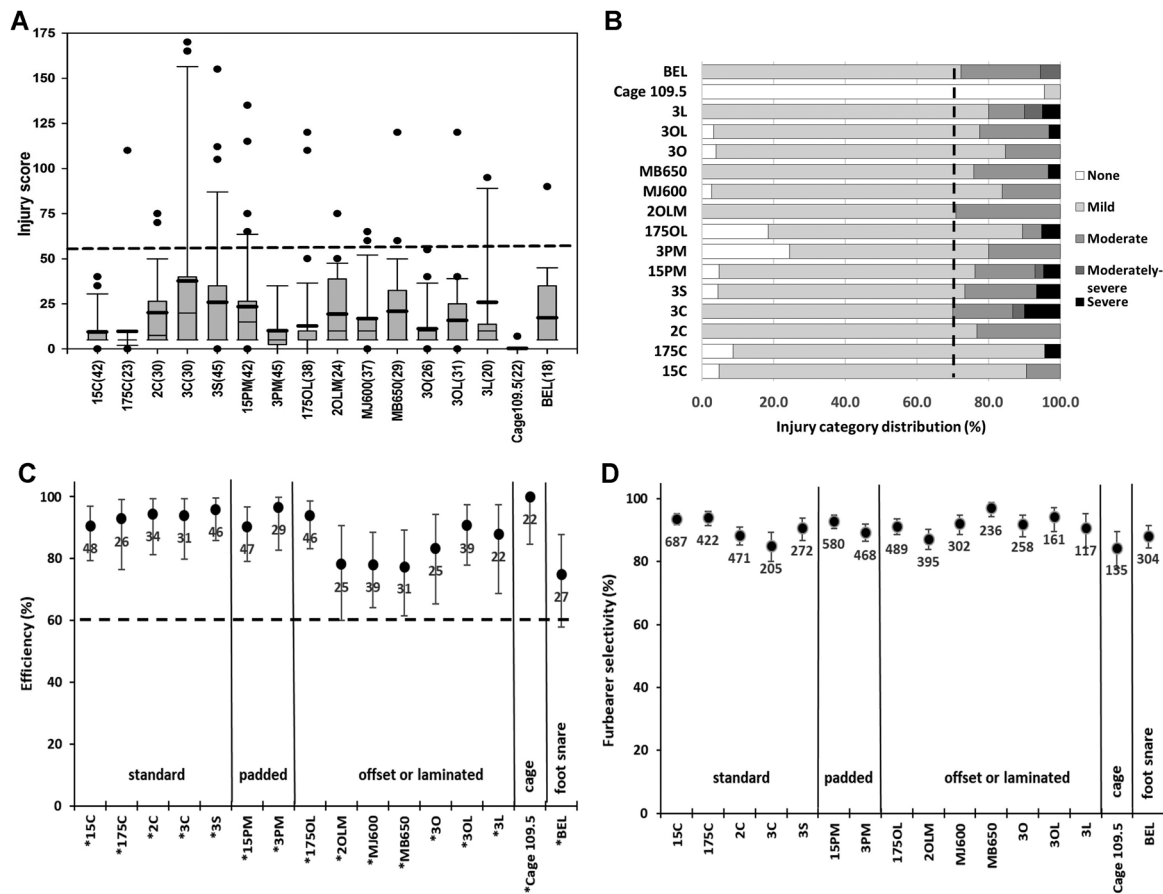 A
175
150
125
100
75
50
25
0
Injury score
15C(42)
175C(23)
2C(30)
3C(30)
3S(45)
15PM(42)
3PM(45)
175OL(38)
2OLM(24)
MJ600(37)
MB650(29)
3O(26)
3OL(31)
3L(20)
Cage109.5(22)
BEL(18)
B
BEL
Cage 109.5
3L
3OL
3O
MB650
MJ600
2OLM
175OL
3PM
15PM
3S
3C
2C
175C
15C
0.0 20.0 40.0 60.0 80.0 100.0
Injury category distribution (%)
None
Mild
Moderate
Moderately-
severe
Severe
C
100
80
60
40
20
0
Efficiency (%)
48 26 34 31 46 47 29 46 25 39 31 25 39 22 22 27
standard
padded
offset or laminated
cage
foot snare
*15C
*175C
*2C
*3C
*3S
*15PM
*3PM
*175OL
*2OLM
*MJ600
*MB650
*3O
*3OL
*3L
*Cage 109.5
*BEL
D
100
80
60
40
20
0
Furbearer selectivity (%)
687 422 471 205 272 580 468 489 395 302 236 258 161 117 135 304
standard
padded
offset or laminated
cage
foot snare
15C
175C
2C
3C
3S
15PM
3PM
175OL
2OLM
MJ600
MB650
3O
3OL
3L
Cage 109.5
BEL